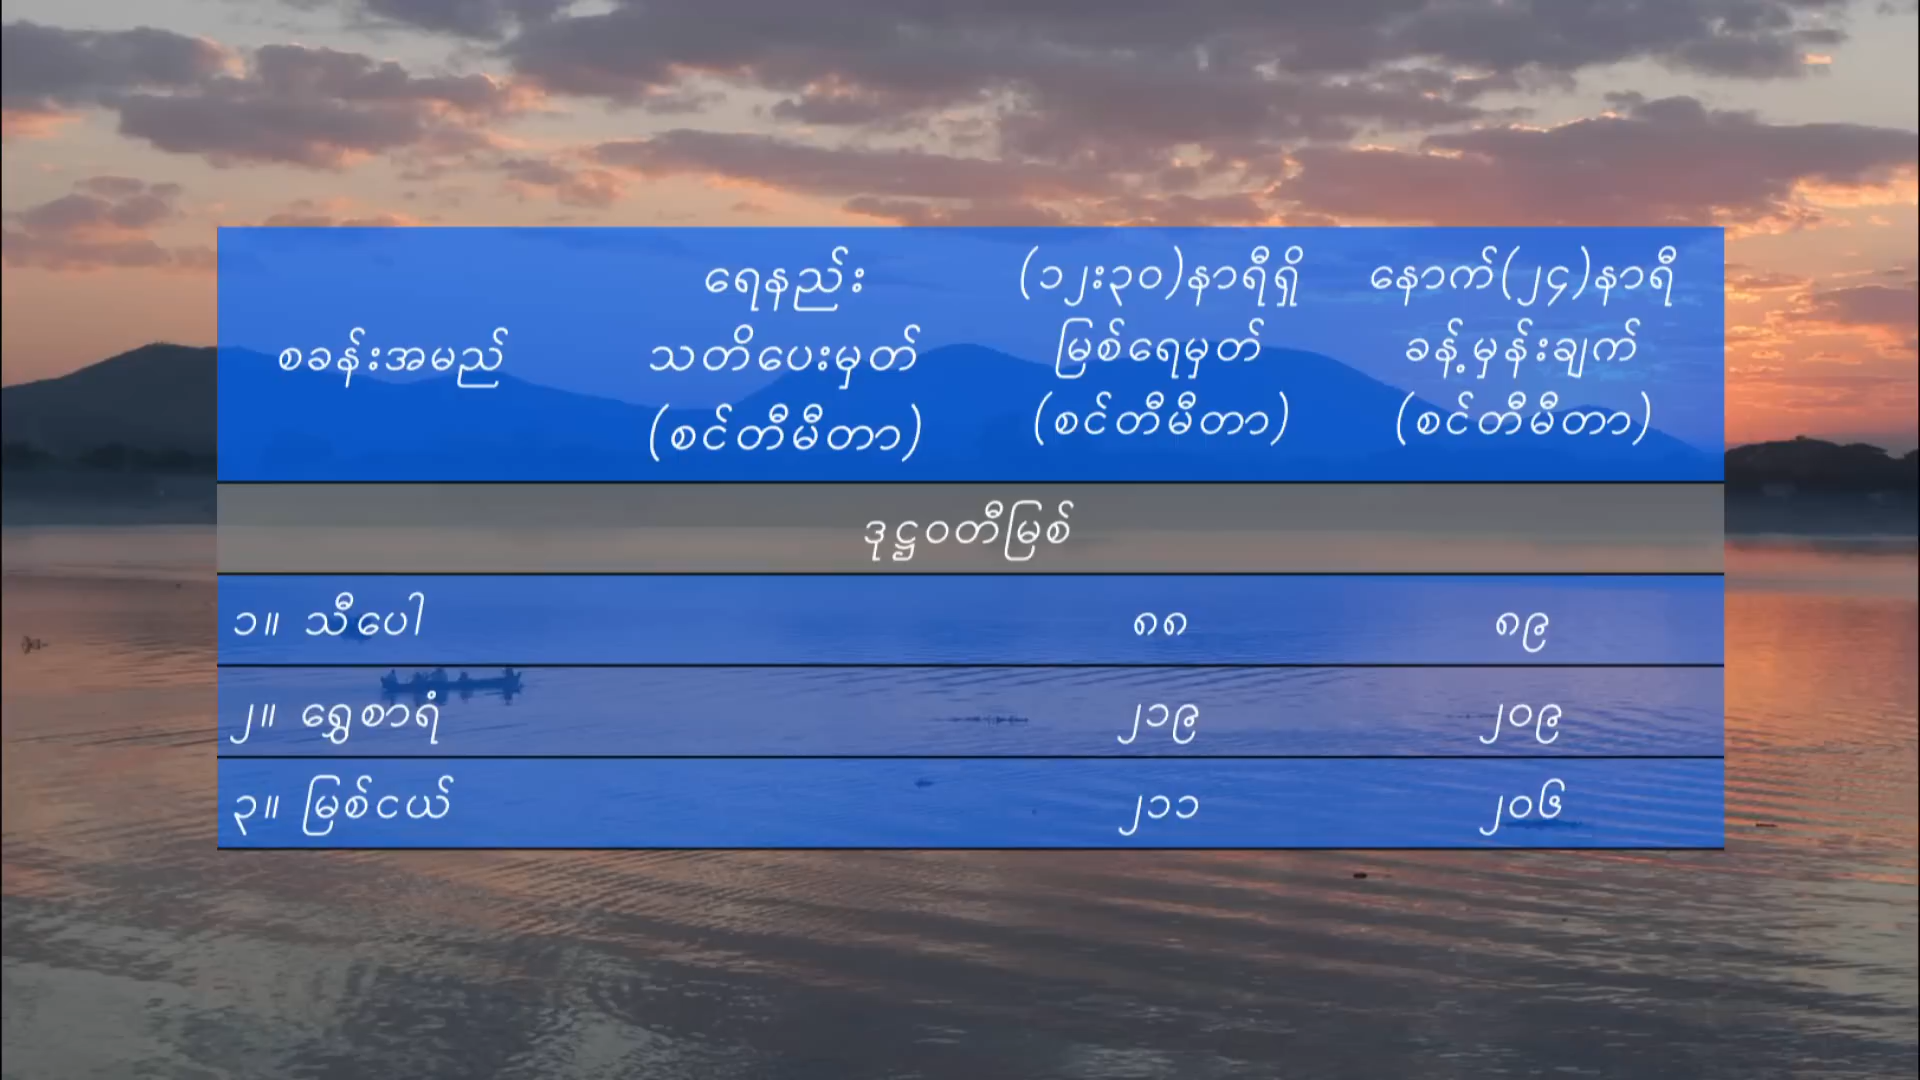 စခန်းအမည်
ရေနည်း
သတိပေးမှတ်
(စင်တီမီတာ)
(၁၂း၃၀)နာရီရှိ
မြစ်ရေမှတ်
(စင်တီမီတာ)
နောက်(၂၄)နာရီ
ခန့်မှန်းချက်
(စင်တီမီတာ)
ဒုဋ္ဌဝတီမြစ်
၁။ သီပေါ ၈၈ ၈၉
၂။ ရွှေစာရံ ၂၁၉ ၂၀၉
၃။ မြစ်ငယ် ၂၁၁ ၂၀၆